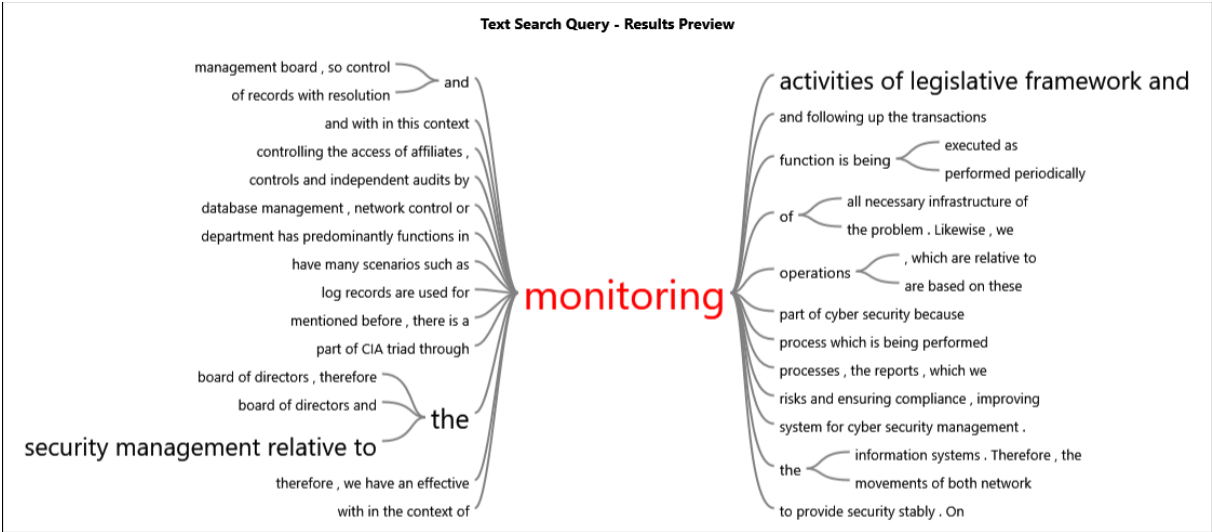 Text Search Query - Results Preview
management board , so control
of records with resolution
and
and with in this context
controlling the access of affiliates ,
controls and independent audits by
database management , network control or
department has predominantly functions in
have many scenarios such as
log records are used for
mentioned before , there is a
part of CIA triad through
board of directors , therefore
board of directors and
security management relative to
the
therefore , we have an effective
with in the context of
monitoring
activities of legislative framework and
and following up the transactions
function is being
executed as
performed periodically
of
all necessary infrastructure of
the problem . Likewise , we
operations
, which are relative to
are based on these
part of cyber security because
process which is being performed
processes , the reports , which we
risks and ensuring compliance , improving
system for cyber security management .
the
information systems . Therefore , the
movements of both network
to provide security stably . On